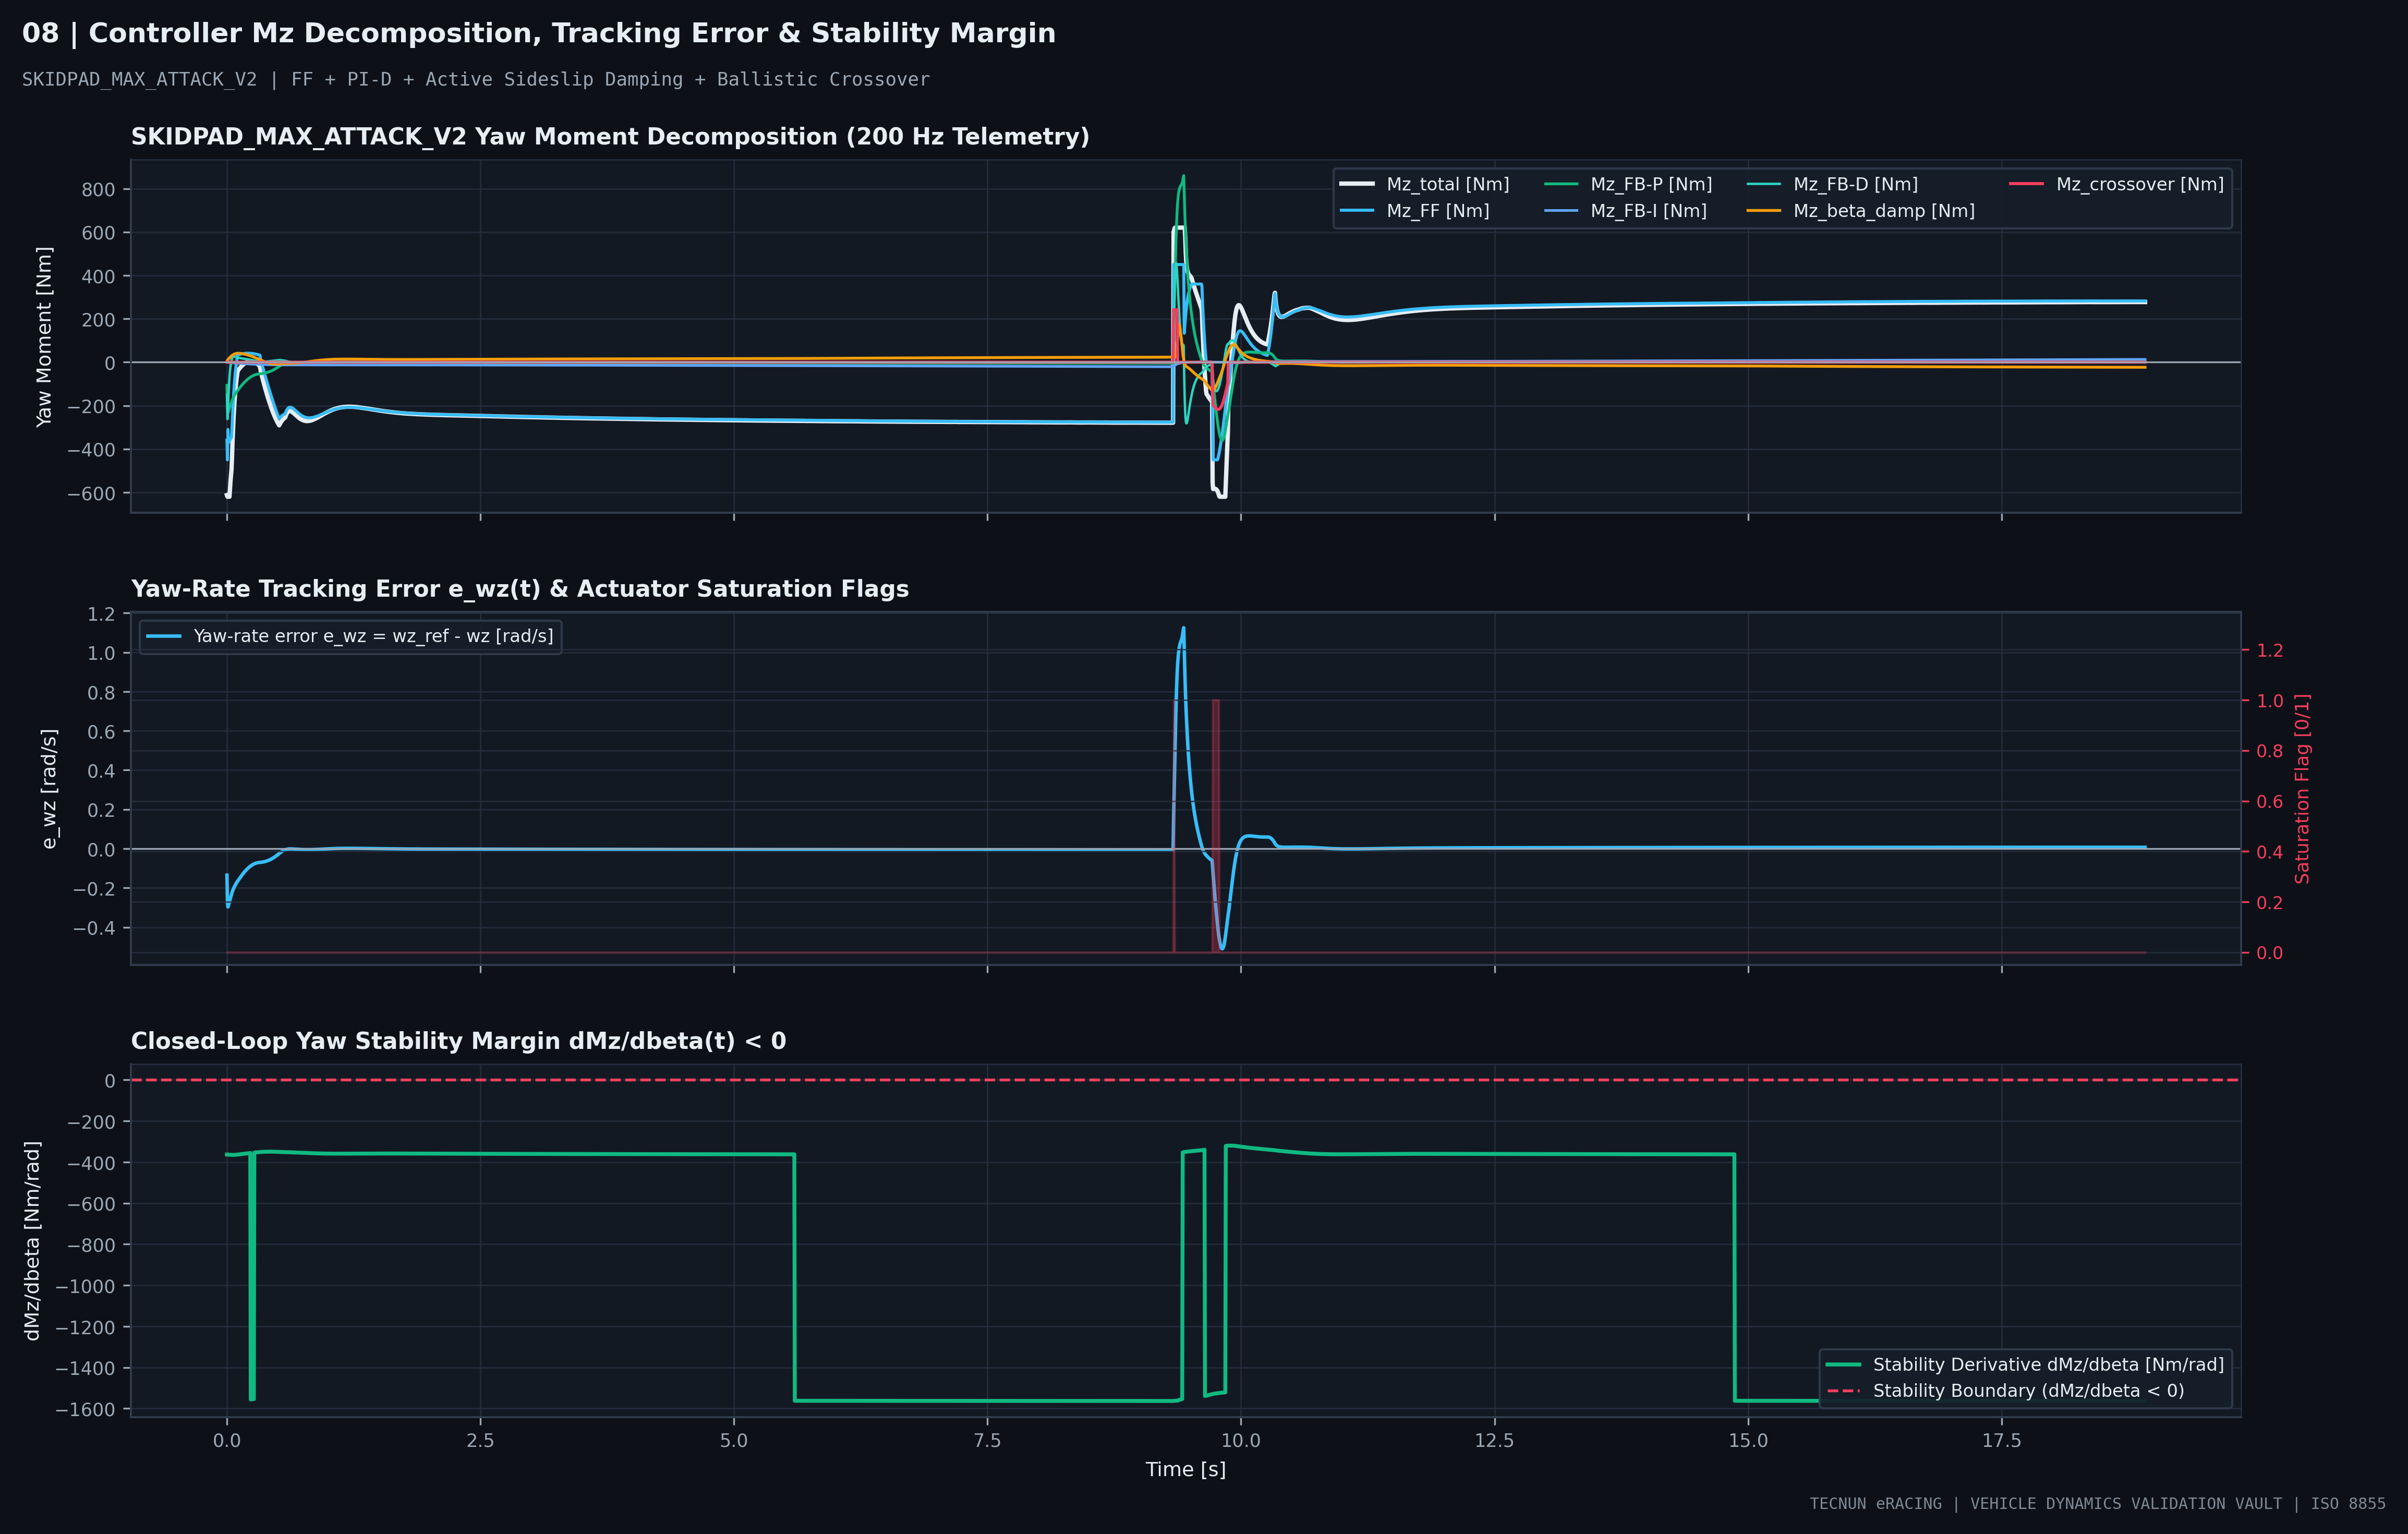 08 | Controller Mz Decomposition, Tracking Error & Stability Margin
SKIDPAD_MAX_ATTACK_V2 | FF + PI-D + Active Sideslip Damping + Ballistic Crossover
SKIDPAD_MAX_ATTACK_V2 Yaw Moment Decomposition (200 Hz Telemetry)
Yaw Moment [Nm]
800
600
400
200
0
−200
−400
−600
Mz_total [Nm]
Mz_FF [Nm]
Mz_FB-P [Nm]
Mz_FB-I [Nm]
Mz_FB-D [Nm]
Mz_beta_damp [Nm]
Mz_crossover [Nm]
Yaw-Rate Tracking Error e_wz(t) & Actuator Saturation Flags
e_wz [rad/s]
1.2
1.0
0.8
0.6
0.4
0.2
0.0
−0.2
−0.4
Yaw-rate error e_wz = wz_ref - wz [rad/s]
1.2
1.0
0.8
0.6
0.4
0.2
0.0
Saturation Flag [0/1]
Closed-Loop Yaw Stability Margin dMz/dbeta(t) < 0
dMz/dbeta [Nm/rad]
0
−200
−400
−600
−800
−1000
−1200
−1400
−1600
Stability Derivative dMz/dbeta [Nm/rad]
Stability Boundary (dMz/dbeta < 0)
0.0 2.5 5.0 7.5 10.0 12.5 15.0 17.5
Time [s]
TECNUN eRACING | VEHICLE DYNAMICS VALIDATION VAULT | ISO 8855